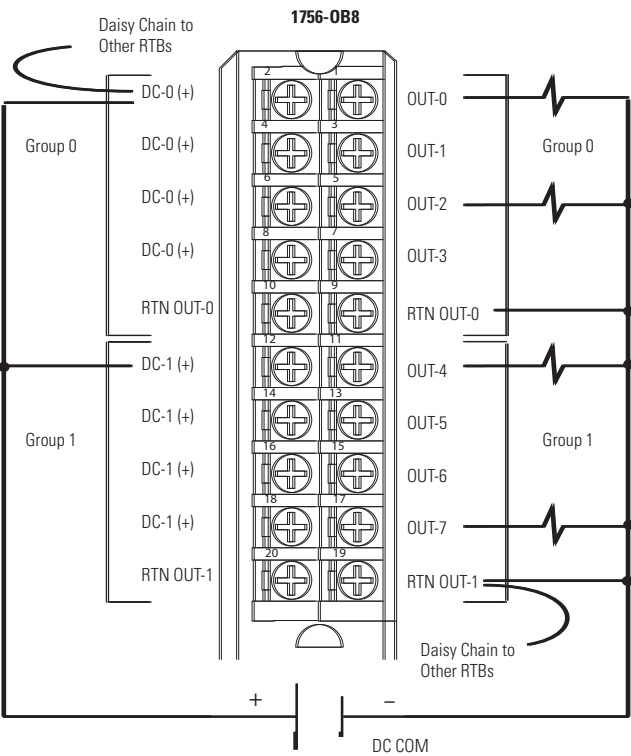 1756-OB8
Daisy Chain to
Other RTBs
DC-0 (+)
2
1
OUT-0
Group 0
DC-0 (+)
4
3
OUT-1
Group 0
DC-0 (+)
6
5
OUT-2
DC-0 (+)
8
7
OUT-3
RTN OUT-0
10
9
RTN OUT-0
DC-1 (+)
12
11
OUT-4
DC-1 (+)
14
13
OUT-5
Group 1
Group 1
DC-1 (+)
16
15
OUT-6
DC-1 (+)
18
17
OUT-7
RTN OUT-1
20
19
RTN OUT-1
Daisy Chain to
Other RTBs
+
–
DC COM